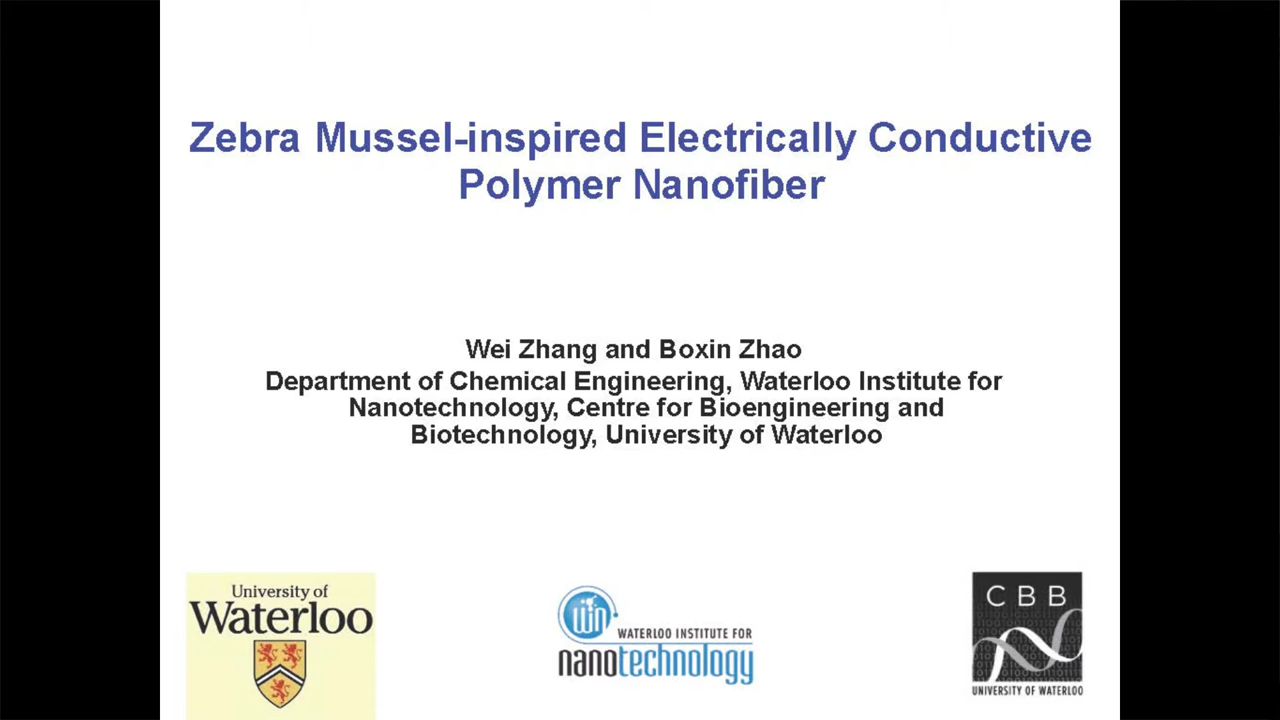 Zebra Mussel-inspired Electrically Conductive
Polymer Nanofiber
Wei Zhang and Boxin Zhao
Department of Chemical Engineering, Waterloo Institute for
Nanotechnology, Centre for Bioengineering and
Biotechnology, University of Waterloo
University of
Waterloo
WIN
WATERLOO INSTITUTE FOR
nanotechnology
CBB
UNIVERSITY OF WATERLOO